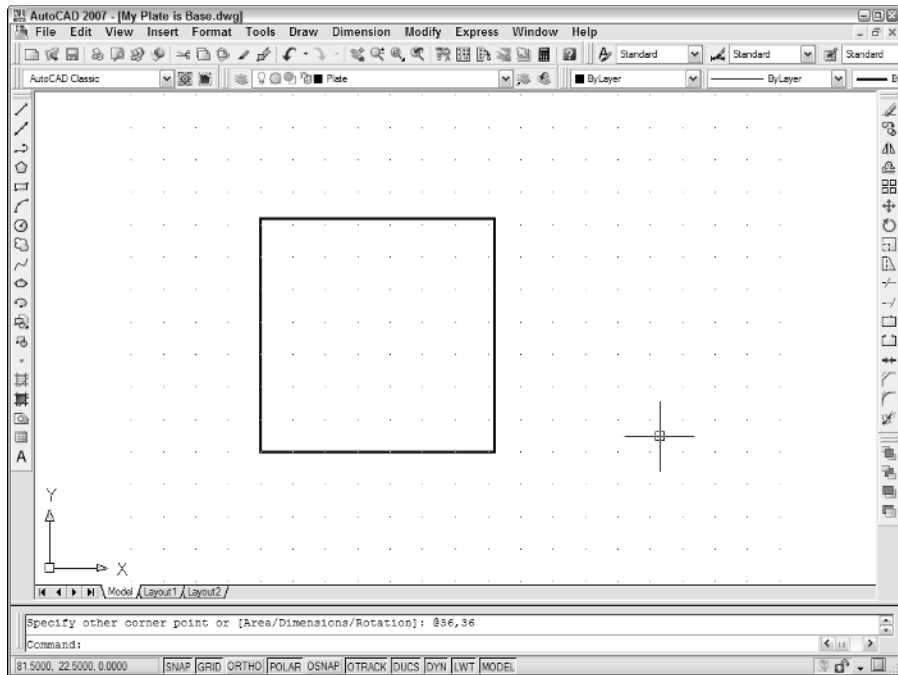 AutoCAD 2007 - [My Plate is Base.dwg]
File Edit View Insert Format Tools Draw Dimension Modify Express Window Help
Standard Standard Standard
AutoCAD Classic Plate ByLayer ByLayer
A
Y
X
Model Layout1 Layout2
Specify other corner point or [Area/Dimensions/Rotation]: @36,36
Command:
81.5000, 22.5000, 0.0000 SNAP GRID ORTHO POLAR OSNAP OTRACK DUCS DYN LWT MODEL